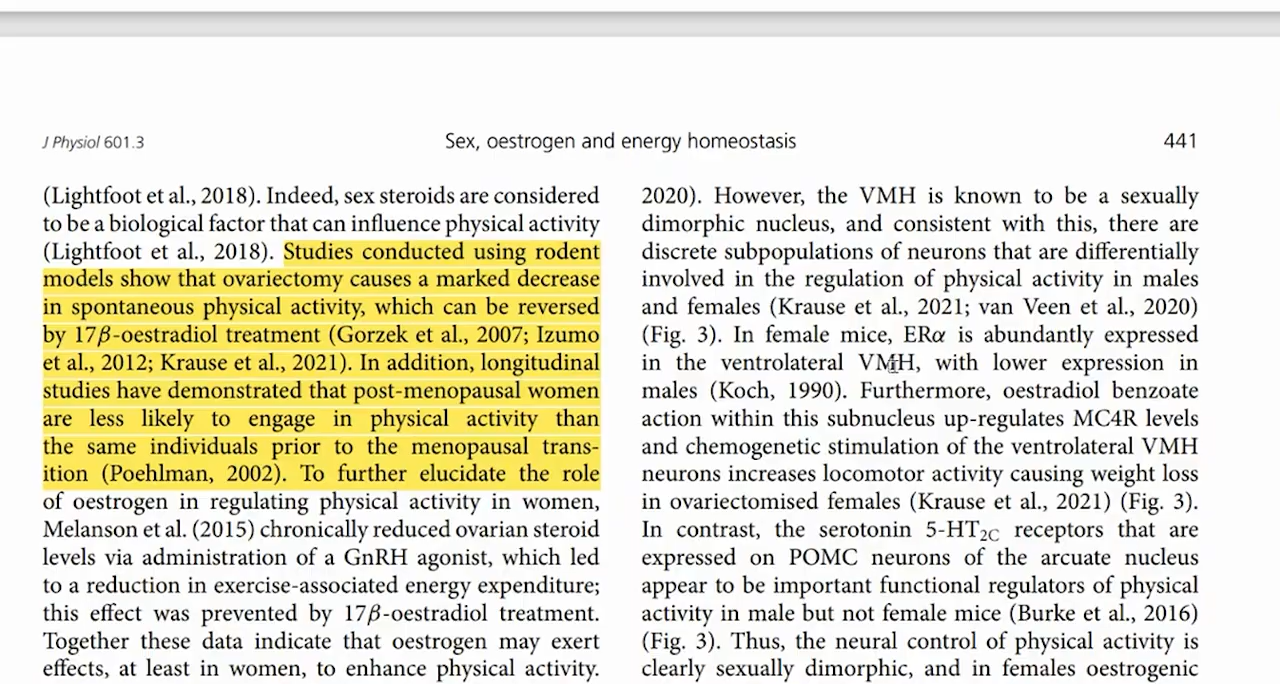 J Physiol 601.3
Sex, oestrogen and energy homeostasis
441
(Lightfoot et al., 2018). Indeed, sex steroids are considered
to be a biological factor that can influence physical activity
(Lightfoot et al., 2018). Studies conducted using rodent
models show that ovariectomy causes a marked decrease
in spontaneous physical activity, which can be reversed
by 17β-oestradiol treatment (Gorzek et al., 2007; Izumo
et al., 2012; Krause et al., 2021). In addition, longitudinal
studies have demonstrated that post-menopausal women
are less likely to engage in physical activity than
the same individuals prior to the menopausal trans-
ition (Poehlman, 2002). To further elucidate the role
of oestrogen in regulating physical activity in women,
Melanson et al. (2015) chronically reduced ovarian steroid
levels via administration of a GnRH agonist, which led
to a reduction in exercise-associated energy expenditure;
this effect was prevented by 17β-oestradiol treatment.
Together these data indicate that oestrogen may exert
effects, at least in women, to enhance physical activity.
2020). However, the VMH is known to be a sexually
dimorphic nucleus, and consistent with this, there are
discrete subpopulations of neurons that are differentially
involved in the regulation of physical activity in males
and females (Krause et al., 2021; van Veen et al., 2020)
(Fig. 3). In female mice, ERα is abundantly expressed
in the ventrolateral VMH, with lower expression in
males (Koch, 1990). Furthermore, oestradiol benzoate
action within this subnucleus up-regulates MC4R levels
and chemogenetic stimulation of the ventrolateral VMH
neurons increases locomotor activity causing weight loss
in ovariectomised females (Krause et al., 2021) (Fig. 3).
In contrast, the serotonin 5-HT2C receptors that are
expressed on POMC neurons of the arcuate nucleus
appear to be important functional regulators of physical
activity in male but not female mice (Burke et al., 2016)
(Fig. 3). Thus, the neural control of physical activity is
clearly sexually dimorphic, and in females oestrogenic